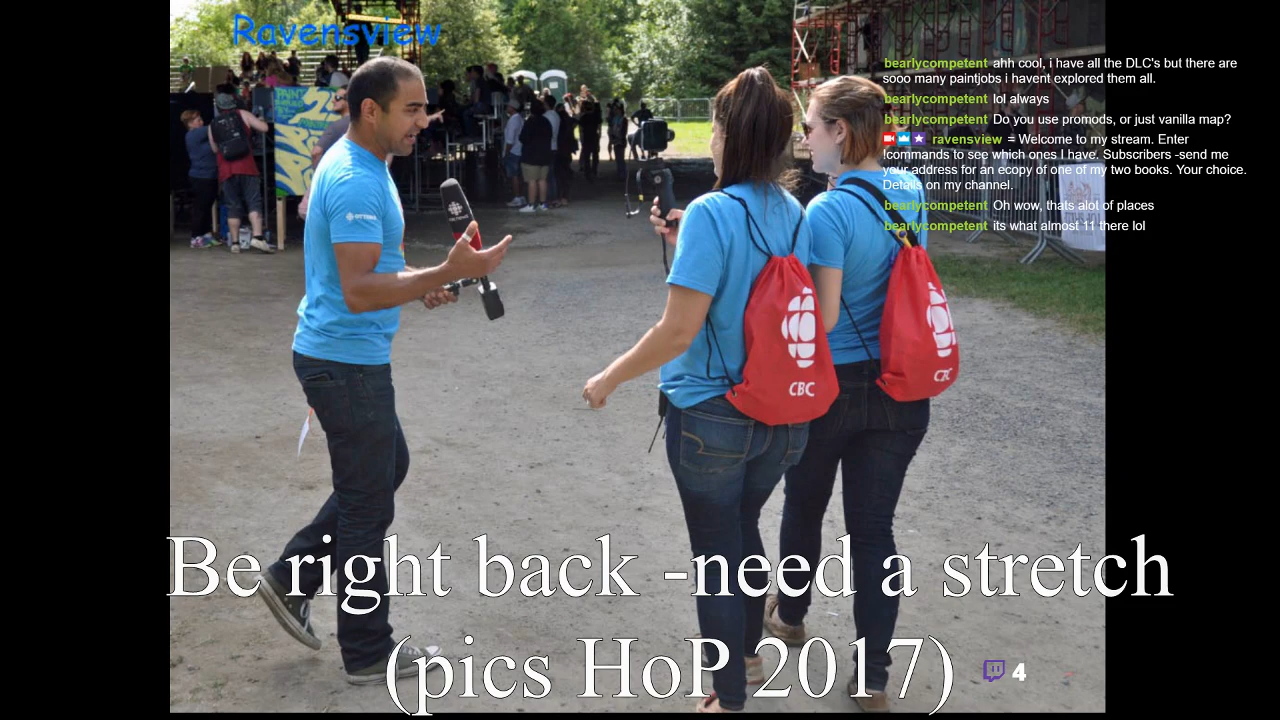 Ravensview
bearlycompetent ahh cool, i have all the DLC's but there are
sooo many paintjobs i havent explored them all.
bearlycompetent lol always
bearlycompetent Do you use promods, or just vanilla map?
ravensview = Welcome to my stream. Enter
!commands to see which ones I have. Subscribers -send me
your address for an ecopy of one of my two books. Your choice.
Details on my channel.
bearlycompetent Oh wow, thats alot of places
bearlycompetent its what almost 11 there lol
OTTAWA
CBC
CBC
Be right back -need a stretch
(pics HoP 2017)
4